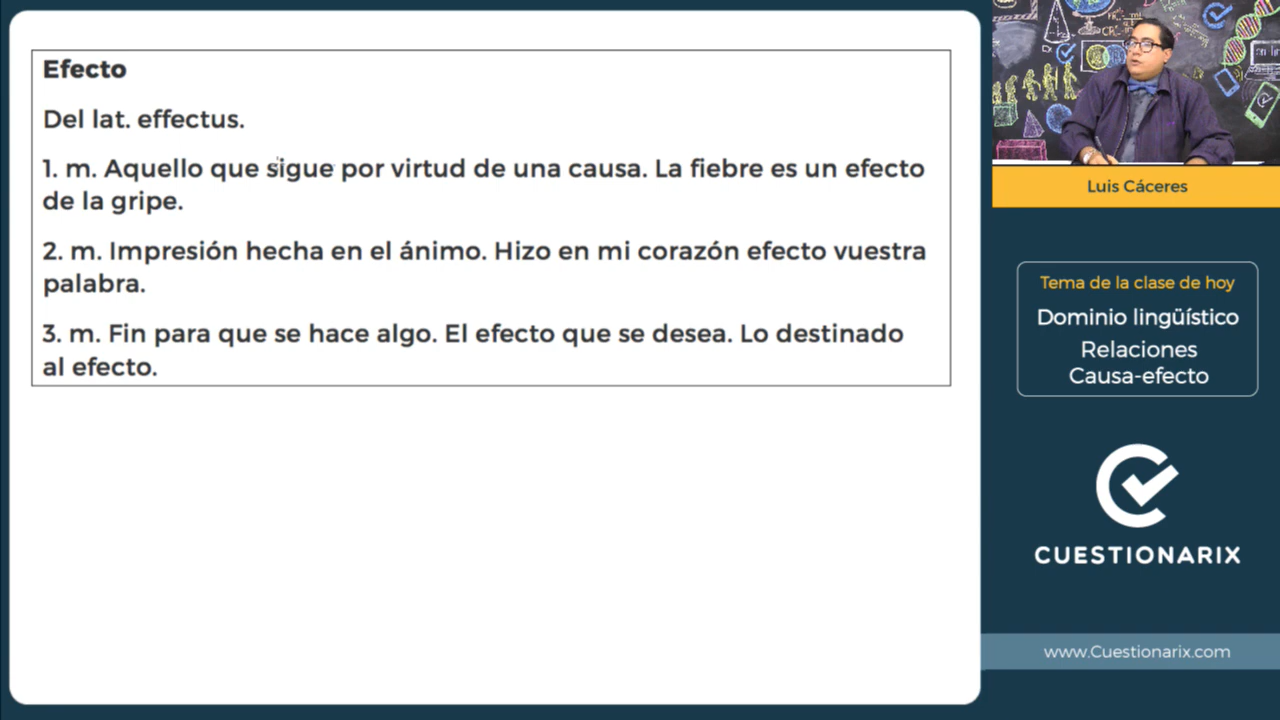 Efecto
Del lat. effectus.
1. m. Aquello que sigue por virtud de una causa. La fiebre es un efecto
de la gripe.
2. m. Impresión hecha en el ánimo. Hizo en mi corazón efecto vuestra
palabra.
3. m. Fin para que se hace algo. El efecto que se desea. Lo destinado
al efecto.
Luis Cáceres
Tema de la clase de hoy
Dominio lingüístico
Relaciones
Causa-efecto
CUESTIONARIX
www.Cuestionarix.com